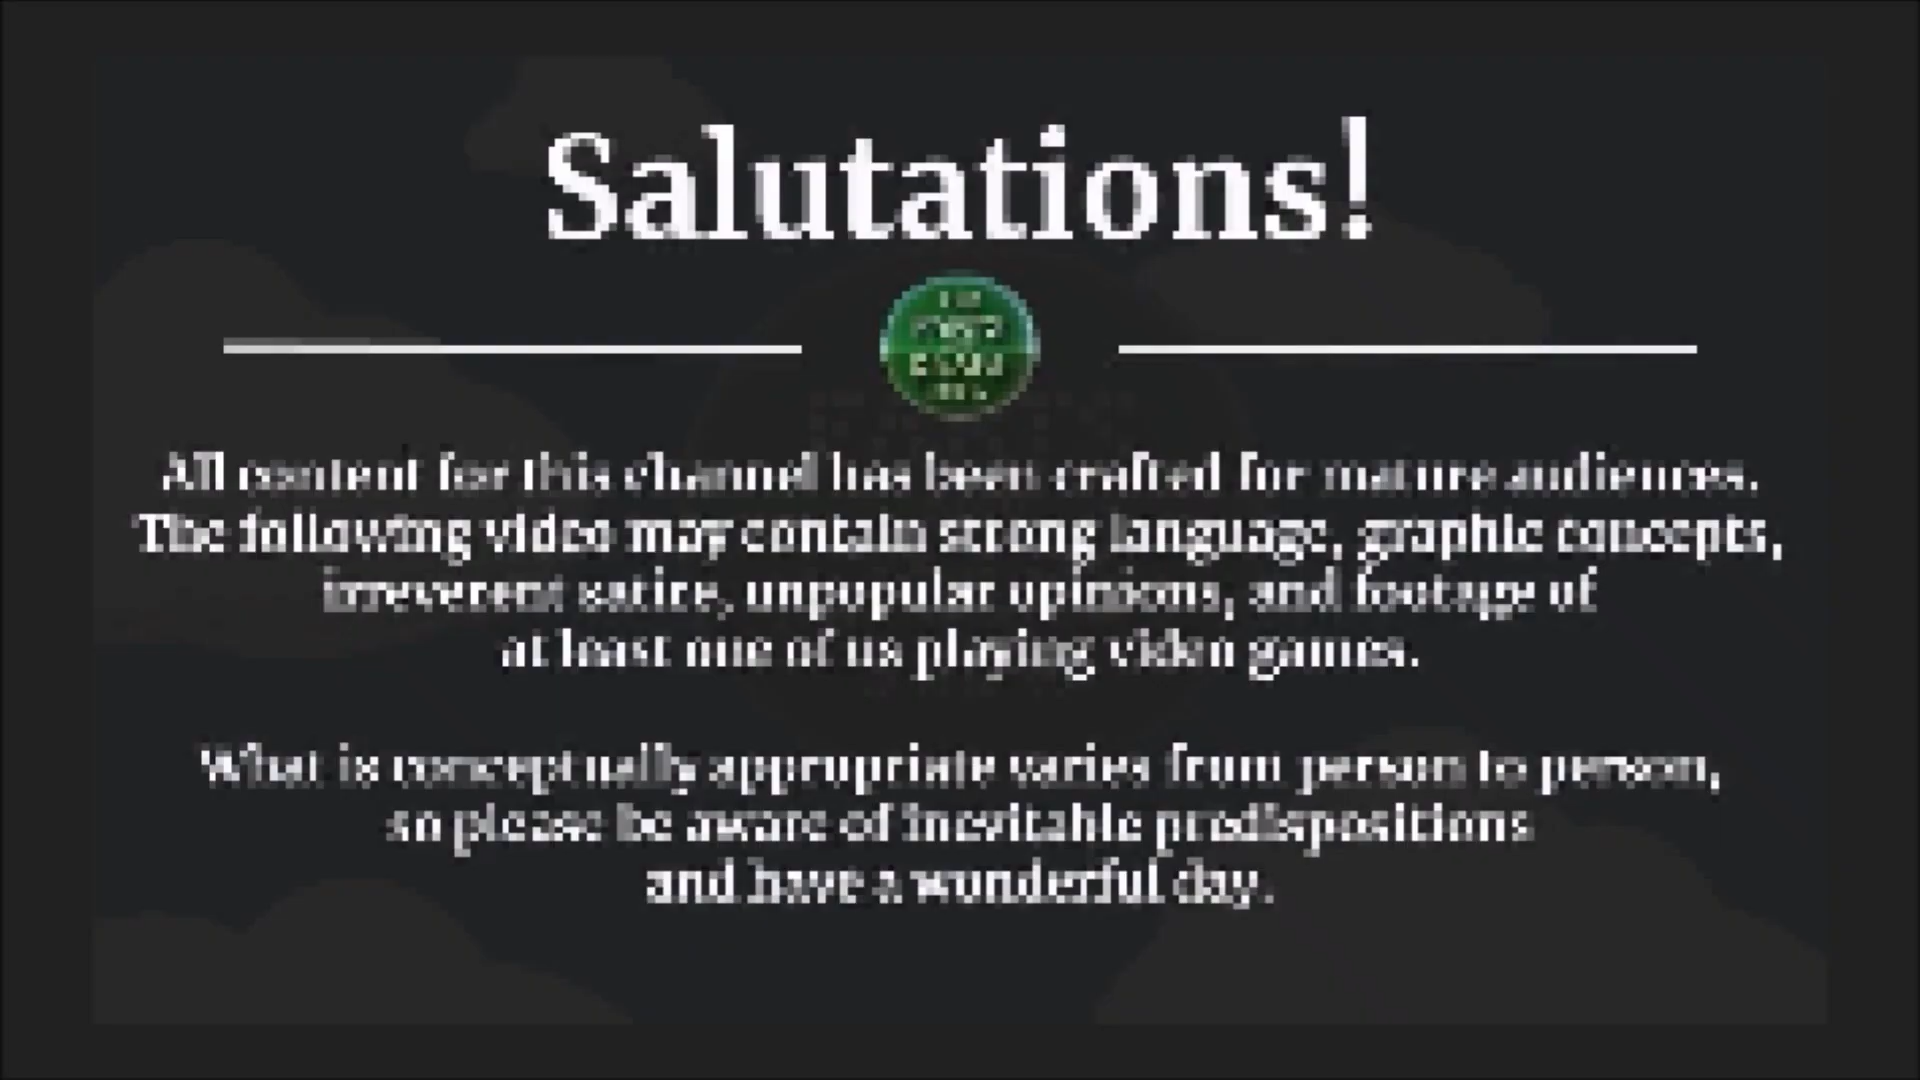 Salutations!
All content for this channel has been crafted for mature audiences.
The following video may contain strong language, graphic concepts,
irreverent satire, unpopular opinions, and footage of
at least one of us playing video games.
What is conceptually appropriate varies from person to person,
so please be aware of inevitable predispositions
and have a wonderful day.